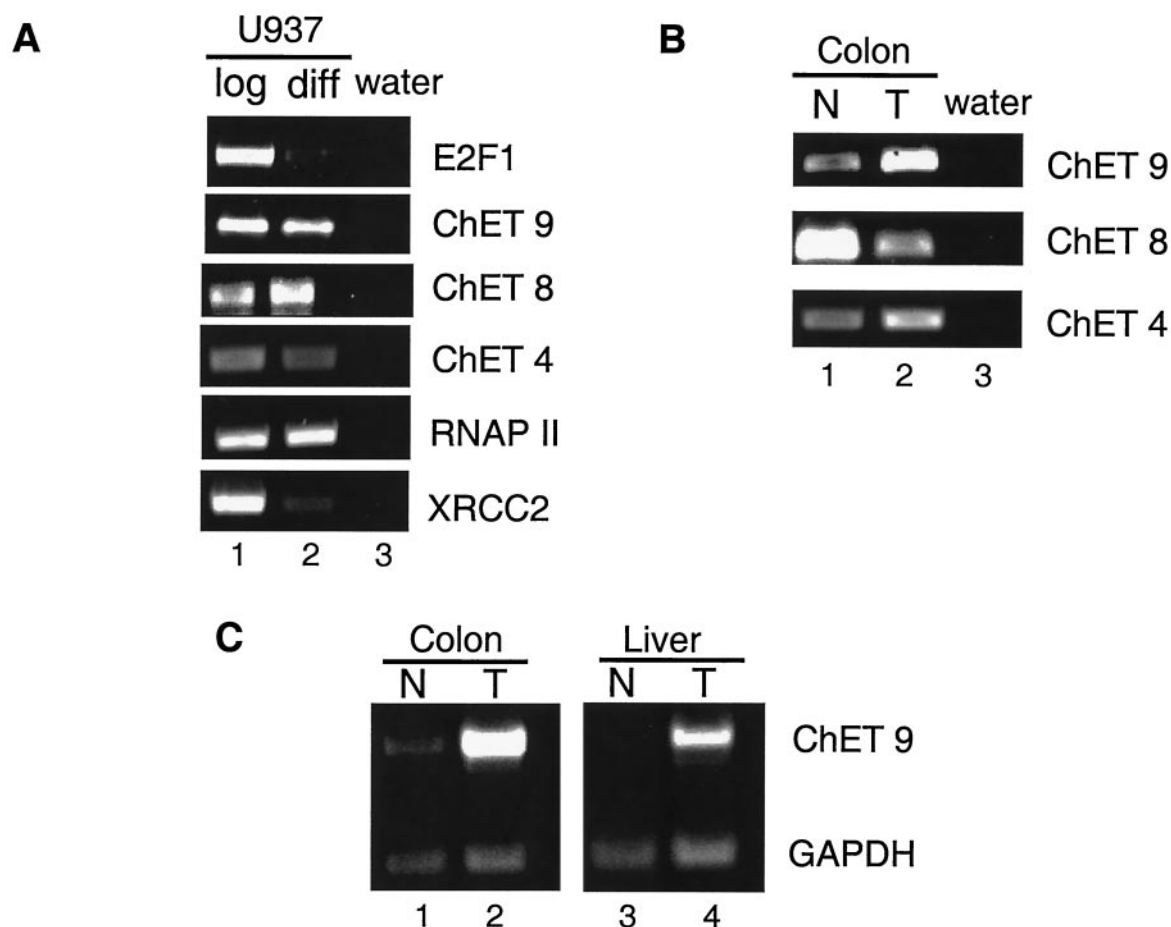 A
U937
log diff water
E2F1
ChET 9
ChET 8
ChET 4
RNAP II
XRCC2
1 2 3
B
Colon
N T water
ChET 9
ChET 8
ChET 4
1 2 3
C
Colon Liver
N T N T
ChET 9
GAPDH
1 2 3 4